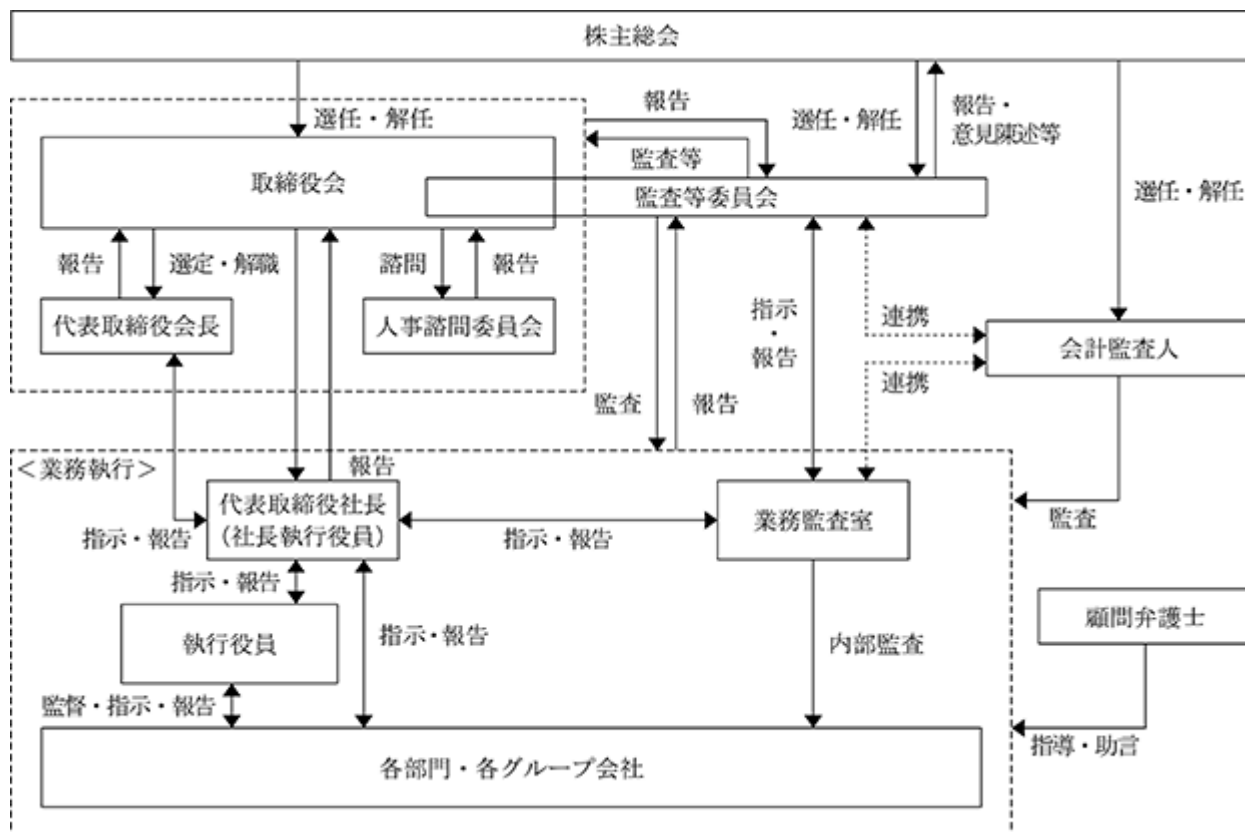 株主総会
選任・解任
報告
監査等
選任・解任
報告・
意見陳述等
選任・解任
取締役会
監査等委員会
報告
選定・解職
諮問
報告
代表取締役会長
人事諮問委員会
指示
・
報告
連携
会計監査人
連携
監査
報告
<業務執行>
報告
代表取締役社長
(社長執行役員)
業務監査室
指示・報告
指示・報告
監査
指示・報告
執行役員
指示・報告
内部監査
顧問弁護士
監督・指示・報告
指導・助言
各部門・各グループ会社